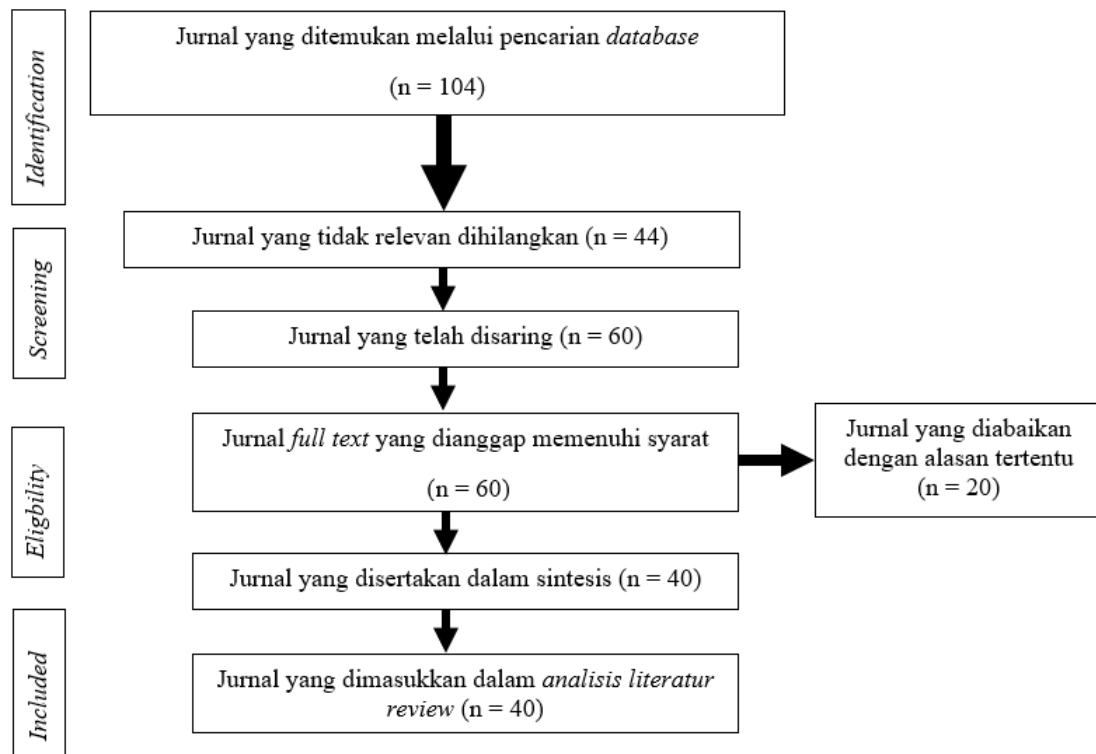 Identification
Jurnal yang ditemukan melalui pencarian database
(n = 104)
Screening
Jurnal yang tidak relevan dihilangkan (n = 44)
Jurnal yang telah disaring (n = 60)
Eligbility
Jurnal full text yang dianggap memenuhi syarat
(n = 60)
Jurnal yang diabaikan
dengan alasan tertentu
(n = 20)
Jurnal yang disertakan dalam sintesis (n = 40)
Included
Jurnal yang dimasukkan dalam analisis literatur
review (n = 40)